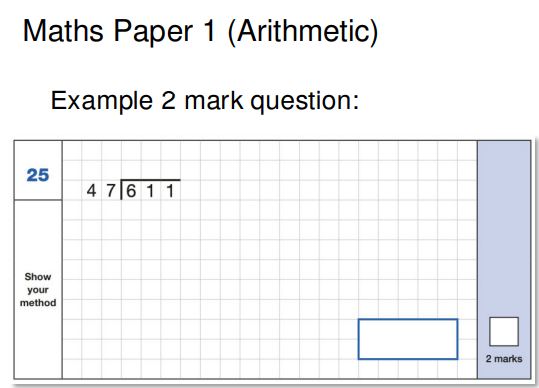 Maths Paper 1 (Arithmetic)
Example 2 mark question:
25
4 7 6 1 1
Show
your
method
2 marks